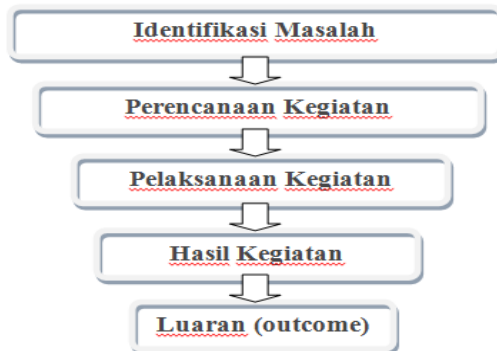 Identifikasi Masalah
Perencanaan Kegiatan
Pelaksanaan Kegiatan
Hasil Kegiatan
Luaran (outcome)